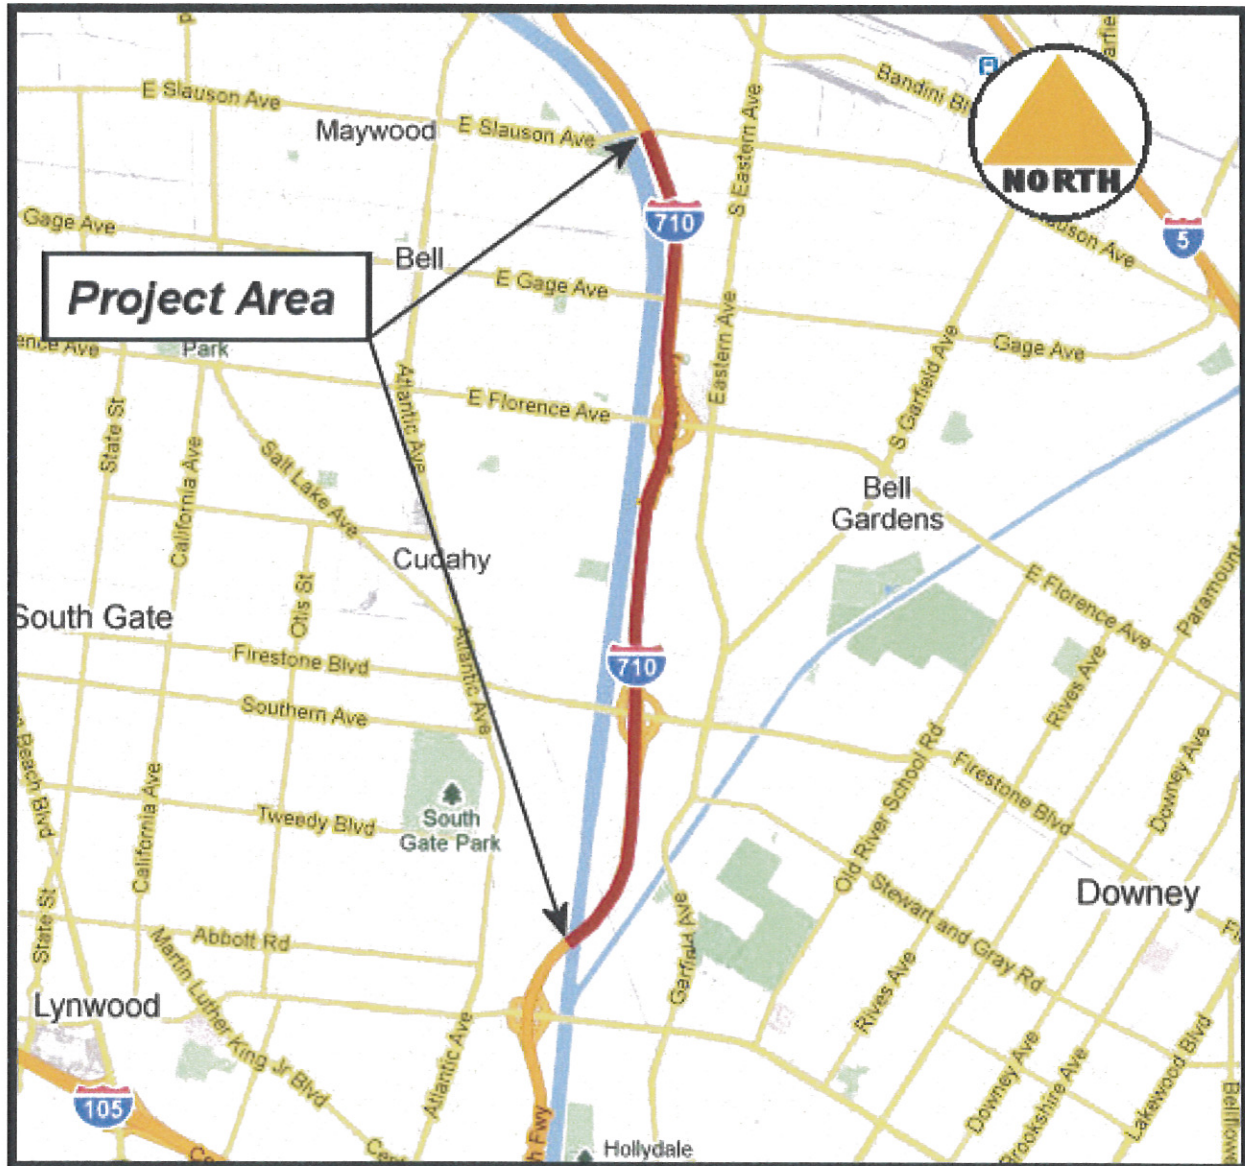 E Slauson Ave
Maywood
E Slauson Ave
S Eastern Ave
Bandini
NORTH
710
5
Gage Ave
Bell
E Gage Ave
Slauson Ave
Project Area
Park
Atlantic Ave
Eastern Ave
S Garfield Ave
Gage Ave
E Florence Ave
State St
California Ave
Salt Lake Ave
Bell
Gardens
Cudahy
Otis St
E Florence Ave
Paramount
South Gate
Firestone Blvd
Atlantic Ave
710
Rives Ave
Southern Ave
Old River School Rd
Firestone Blvd
Downey Ave
Beach Blvd
California Ave
Tweedy Blvd
South
Gate Park
State St
Abbott Rd
Stewart and Gray Rd
Downey
Garfield Ave
Rives Ave
Lynwood
Martin Luther King Jr Blvd
Atlantic Ave
Downey Ave
Brookshire Ave
Lakewood Blvd
105
Fwy
Hollydale